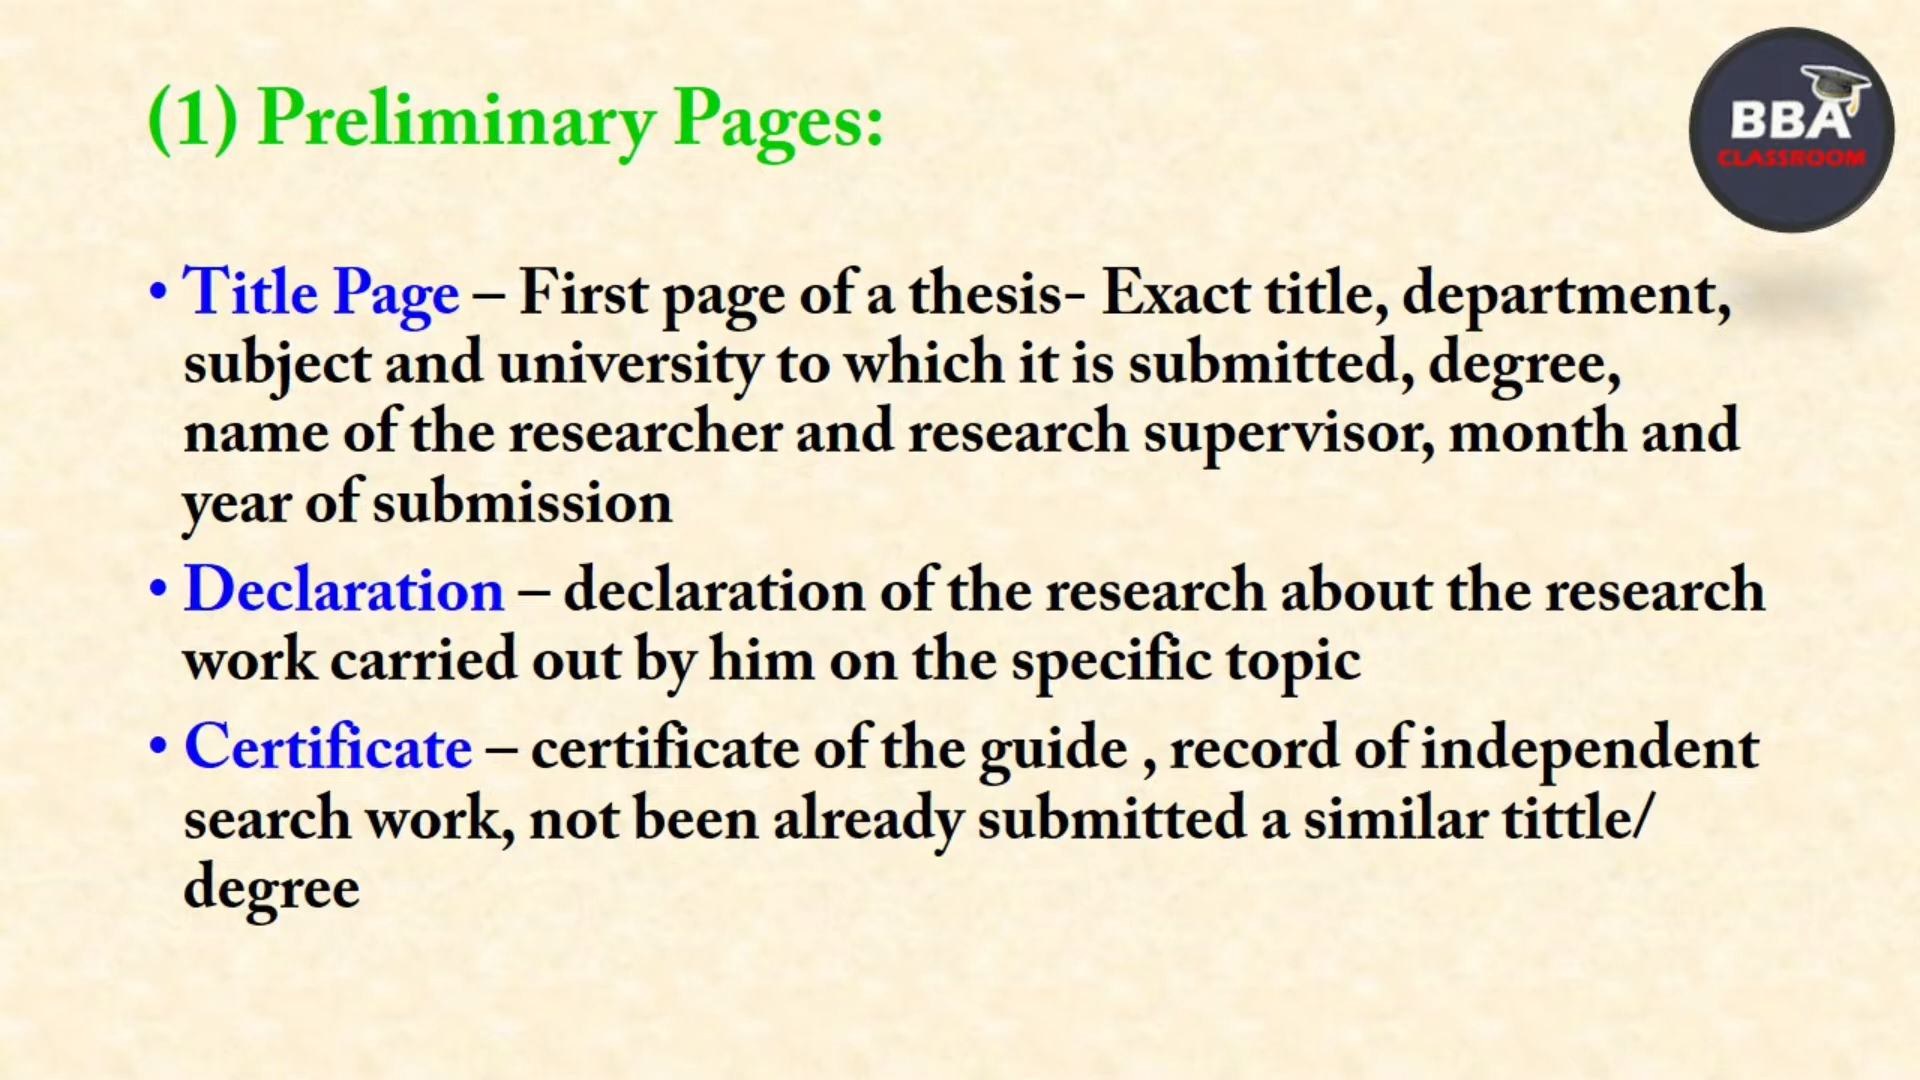 (1) Preliminary Pages:
BBA
CLASSROOM
• Title Page – First page of a thesis- Exact title, department,
subject and university to which it is submitted, degree,
name of the researcher and research supervisor, month and
year of submission
• Declaration – declaration of the research about the research
work carried out by him on the specific topic
• Certificate – certificate of the guide , record of independent
search work, not been already submitted a similar tittle/
degree